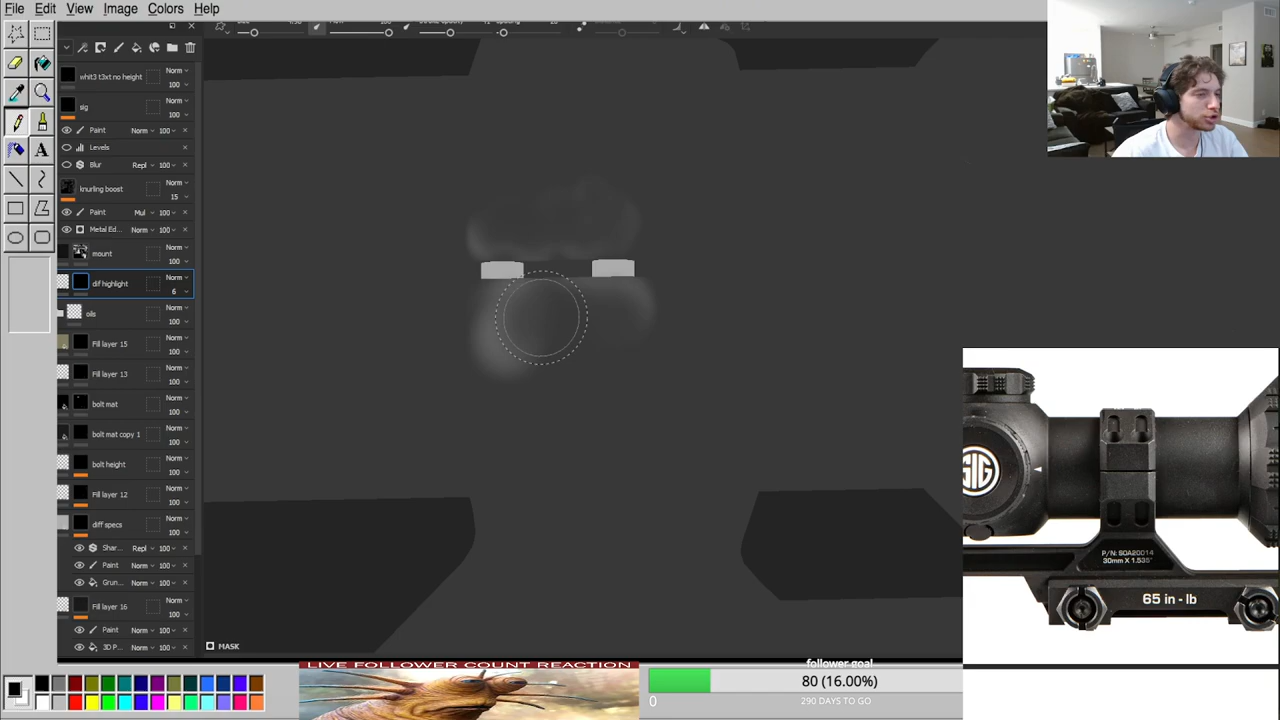 File Edit View Image Colors Help
whit3 t3xt no height Norm 100
sig Norm 100
Paint Norm 100
Levels
Blur Repl 100
knurling boost Norm 15
Paint Mul 100
Metal Ed... Norm 100
mount Norm 100
dif highlight Norm 6
oils Norm 100
Fill layer 15 Norm 100
Fill layer 13 Norm 100
bolt mat Norm 100
bolt mat copy 1 Norm 100
bolt height Norm 100
Fill layer 12 Norm 100
diff specs Norm 100
Shar... Repl 100
Paint Norm 100
Grun... Norm 100
Fill layer 16 Norm 100
Paint Norm 100
3D P... Norm 100
MASK
SIG
P/N: SOA20014
30mm X 1.535"
65 in - lb
LIVE FOLLOWER COUNT REACTION
follower goal
80 (16.00%)
0
290 DAYS TO GO